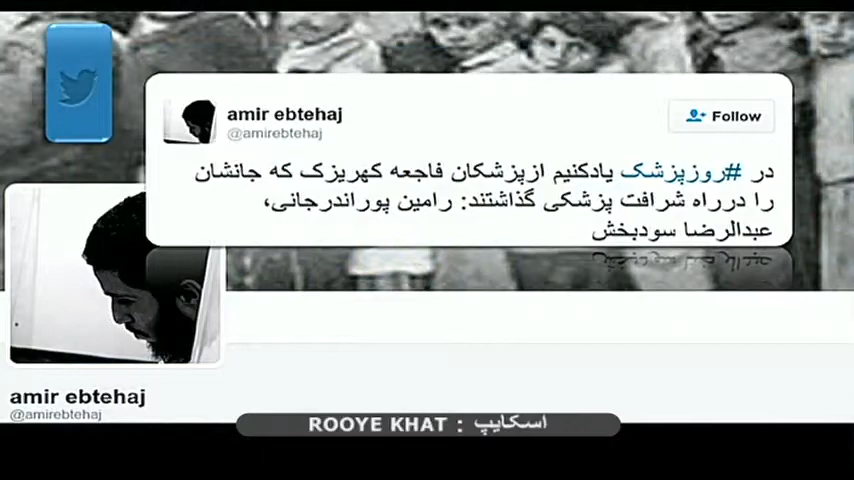 amir ebtehaj
@amirebtehaj
Follow
در #روزپزشک یادکنیم ازپزشکان فاجعه کهریزک که جانشان
را درراه شرافت پزشکی گذاشتند: رامین پوراندرجانی،
عبدالرضا سودبخش
amir ebtehaj
@amirebtehaj
ROOYE KHAT : اسکایپ